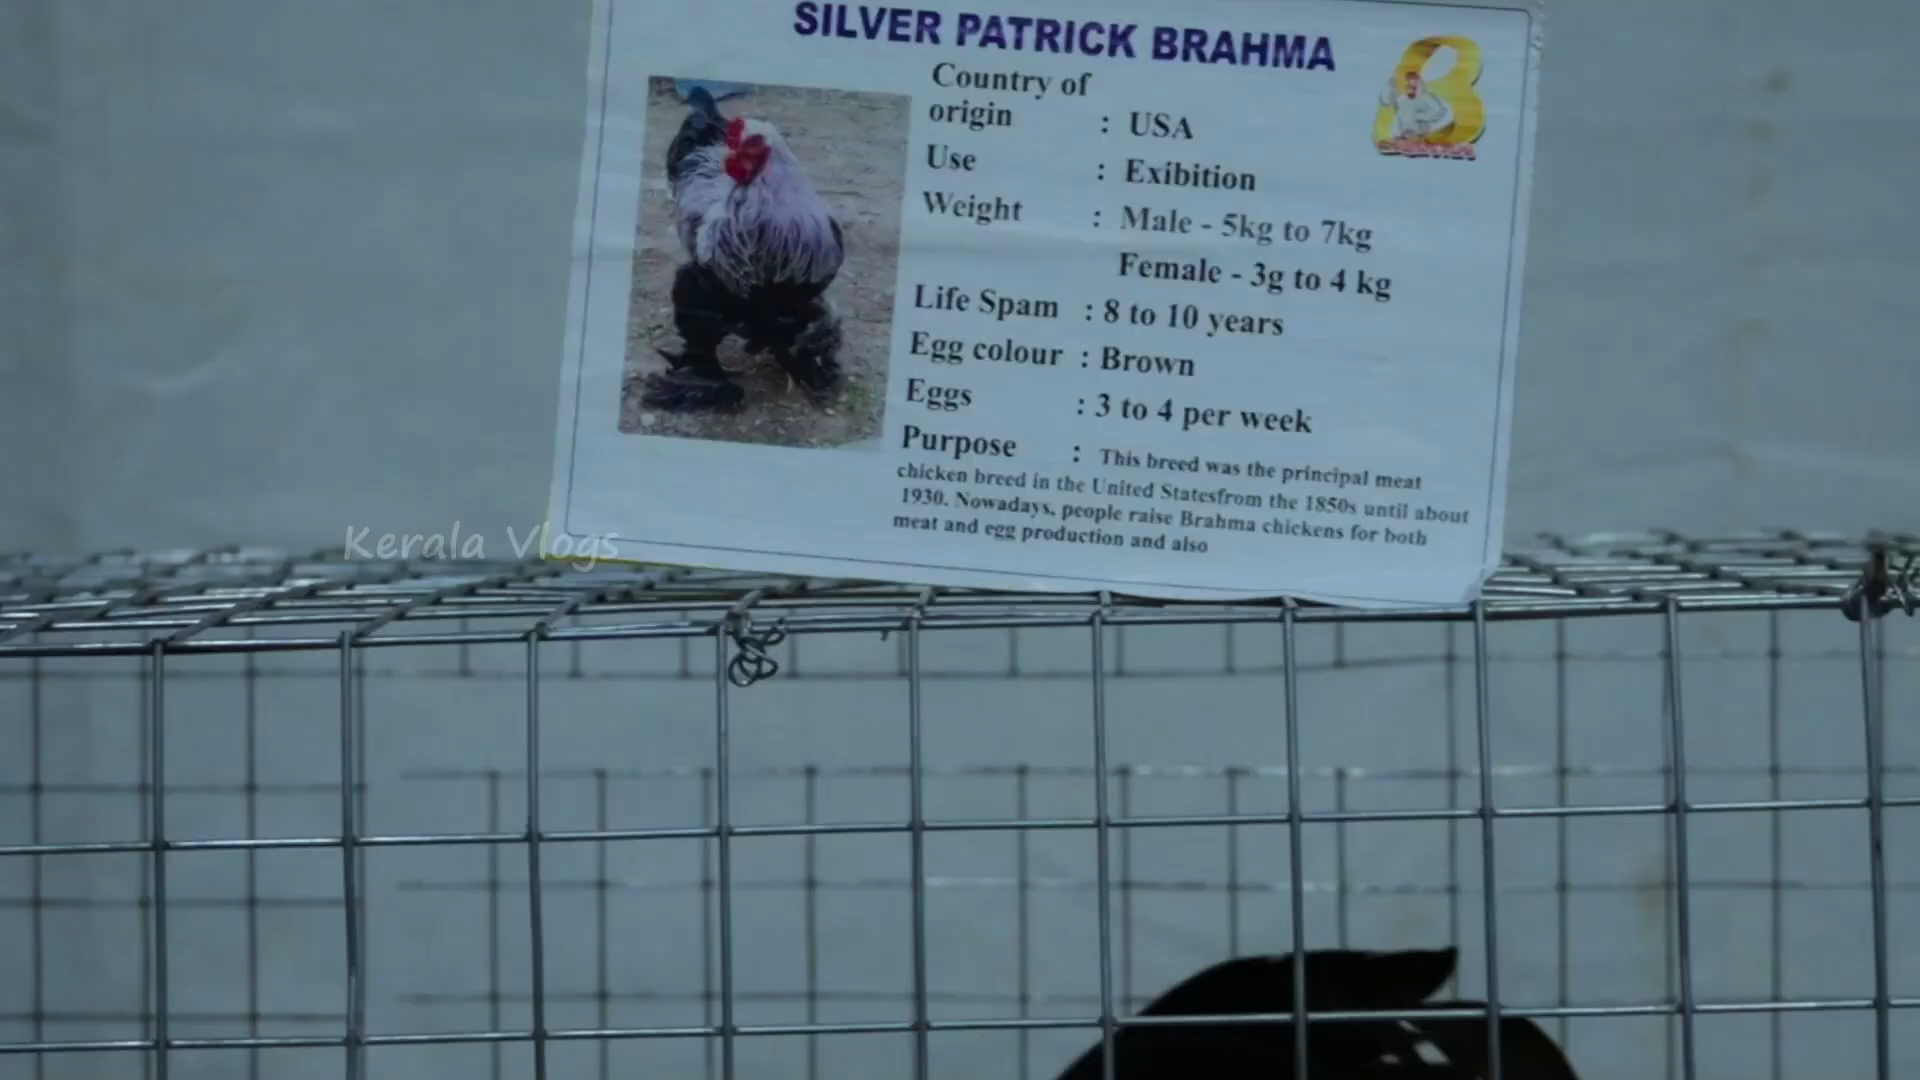 SILVER PATRICK BRAHMA
Country of
origin : USA
Use : Exibition
Weight : Male - 5kg to 7kg
Female - 3g to 4 kg
Life Spam : 8 to 10 years
Egg colour : Brown
Eggs : 3 to 4 per week
Purpose : This breed was the principal meat
chicken breed in the United Statesfrom the 1850s until about
1930. Nowadays, people raise Brahma chickens for both
meat and egg production and also
Kerala Vlogs